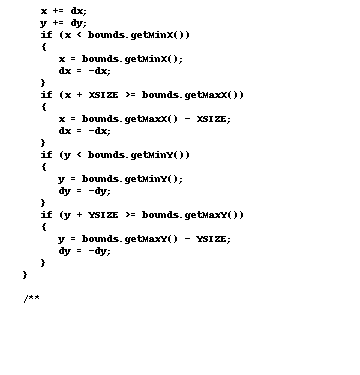 x += dx;
y += dy;
if (x < bounds.getMinX())
{
x = bounds.getMinX();
dx = -dx;
}
if (x + XSIZE >= bounds.getMaxX())
{
x = bounds.getMaxX() - XSIZE;
dx = -dx;
}
if (y < bounds.getMinY())
{
y = bounds.getMinY();
dy = -dy;
}
if (y + YSIZE >= bounds.getMaxY())
{
y = bounds.getMaxY() - YSIZE;
dy = -dy;
}
}
/**